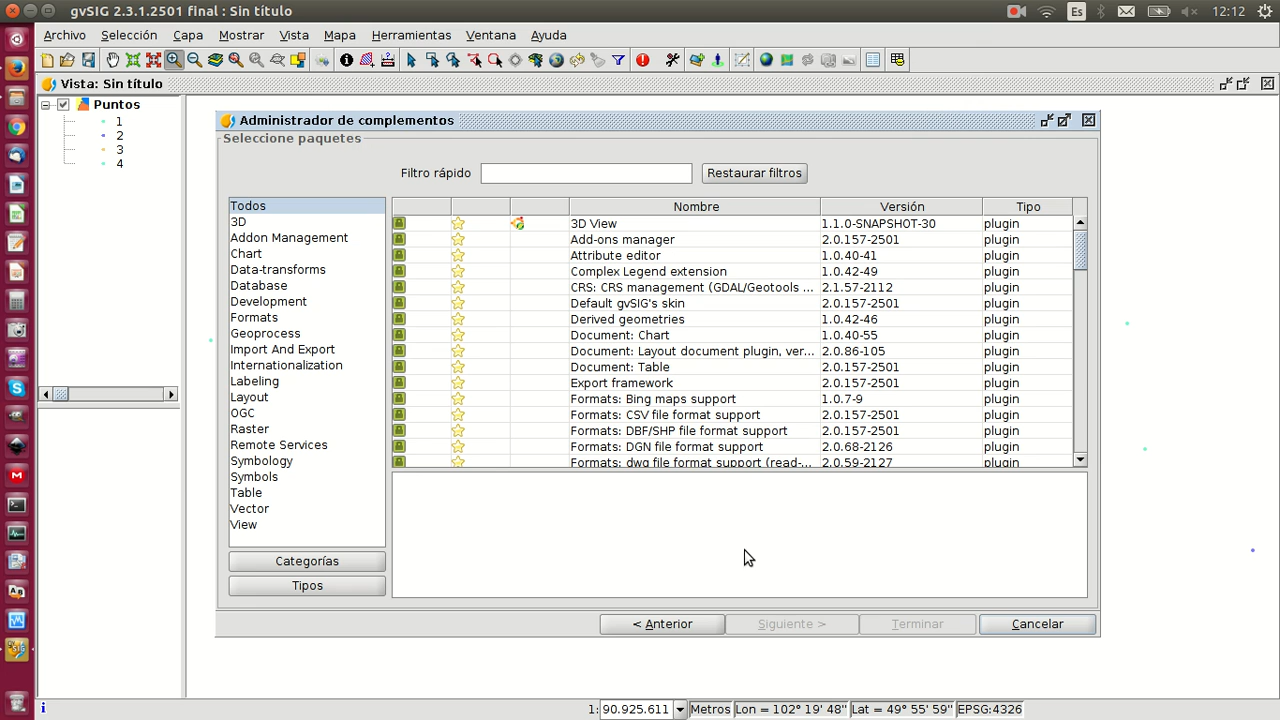 gvSIG 2.3.1.2501 final : Sin título
Es
12:12
Archivo Selección Capa Mostrar Vista Mapa Herramientas Ventana Ayuda
Vista: Sin título
Puntos
1
2
3
4
Administrador de complementos
Seleccione paquetes
Filtro rápido
Restaurar filtros
Todos
3D
Addon Management
Chart
Data-transforms
Database
Development
Formats
Geoprocess
Import And Export
Internationalization
Labeling
Layout
OGC
Raster
Remote Services
Symbology
Symbols
Table
Vector
View
Categorías
Tipos
Nombre Versión Tipo
3D View 1.1.0-SNAPSHOT-30 plugin
Add-ons manager 2.0.157-2501 plugin
Attribute editor 1.0.40-41 plugin
Complex Legend extension 1.0.42-49 plugin
CRS: CRS management (GDAL/Geotools ... 2.1.57-2112 plugin
Default gvSIG's skin 2.0.157-2501 plugin
Derived geometries 1.0.42-46 plugin
Document: Chart 1.0.40-55 plugin
Document: Layout document plugin, ver... 2.0.86-105 plugin
Document: Table 2.0.157-2501 plugin
Export framework 2.0.157-2501 plugin
Formats: Bing maps support 1.0.7-9 plugin
Formats: CSV file format support 2.0.157-2501 plugin
Formats: DBF/SHP file format support 2.0.157-2501 plugin
Formats: DGN file format support 2.0.68-2126 plugin
Formats: dwg file format support (read-... 2.0.59-2127 plugin
< Anterior Siguiente > Terminar Cancelar
1: 90.925.611 Metros Lon = 102° 19' 48" Lat = 49° 55' 59" EPSG:4326